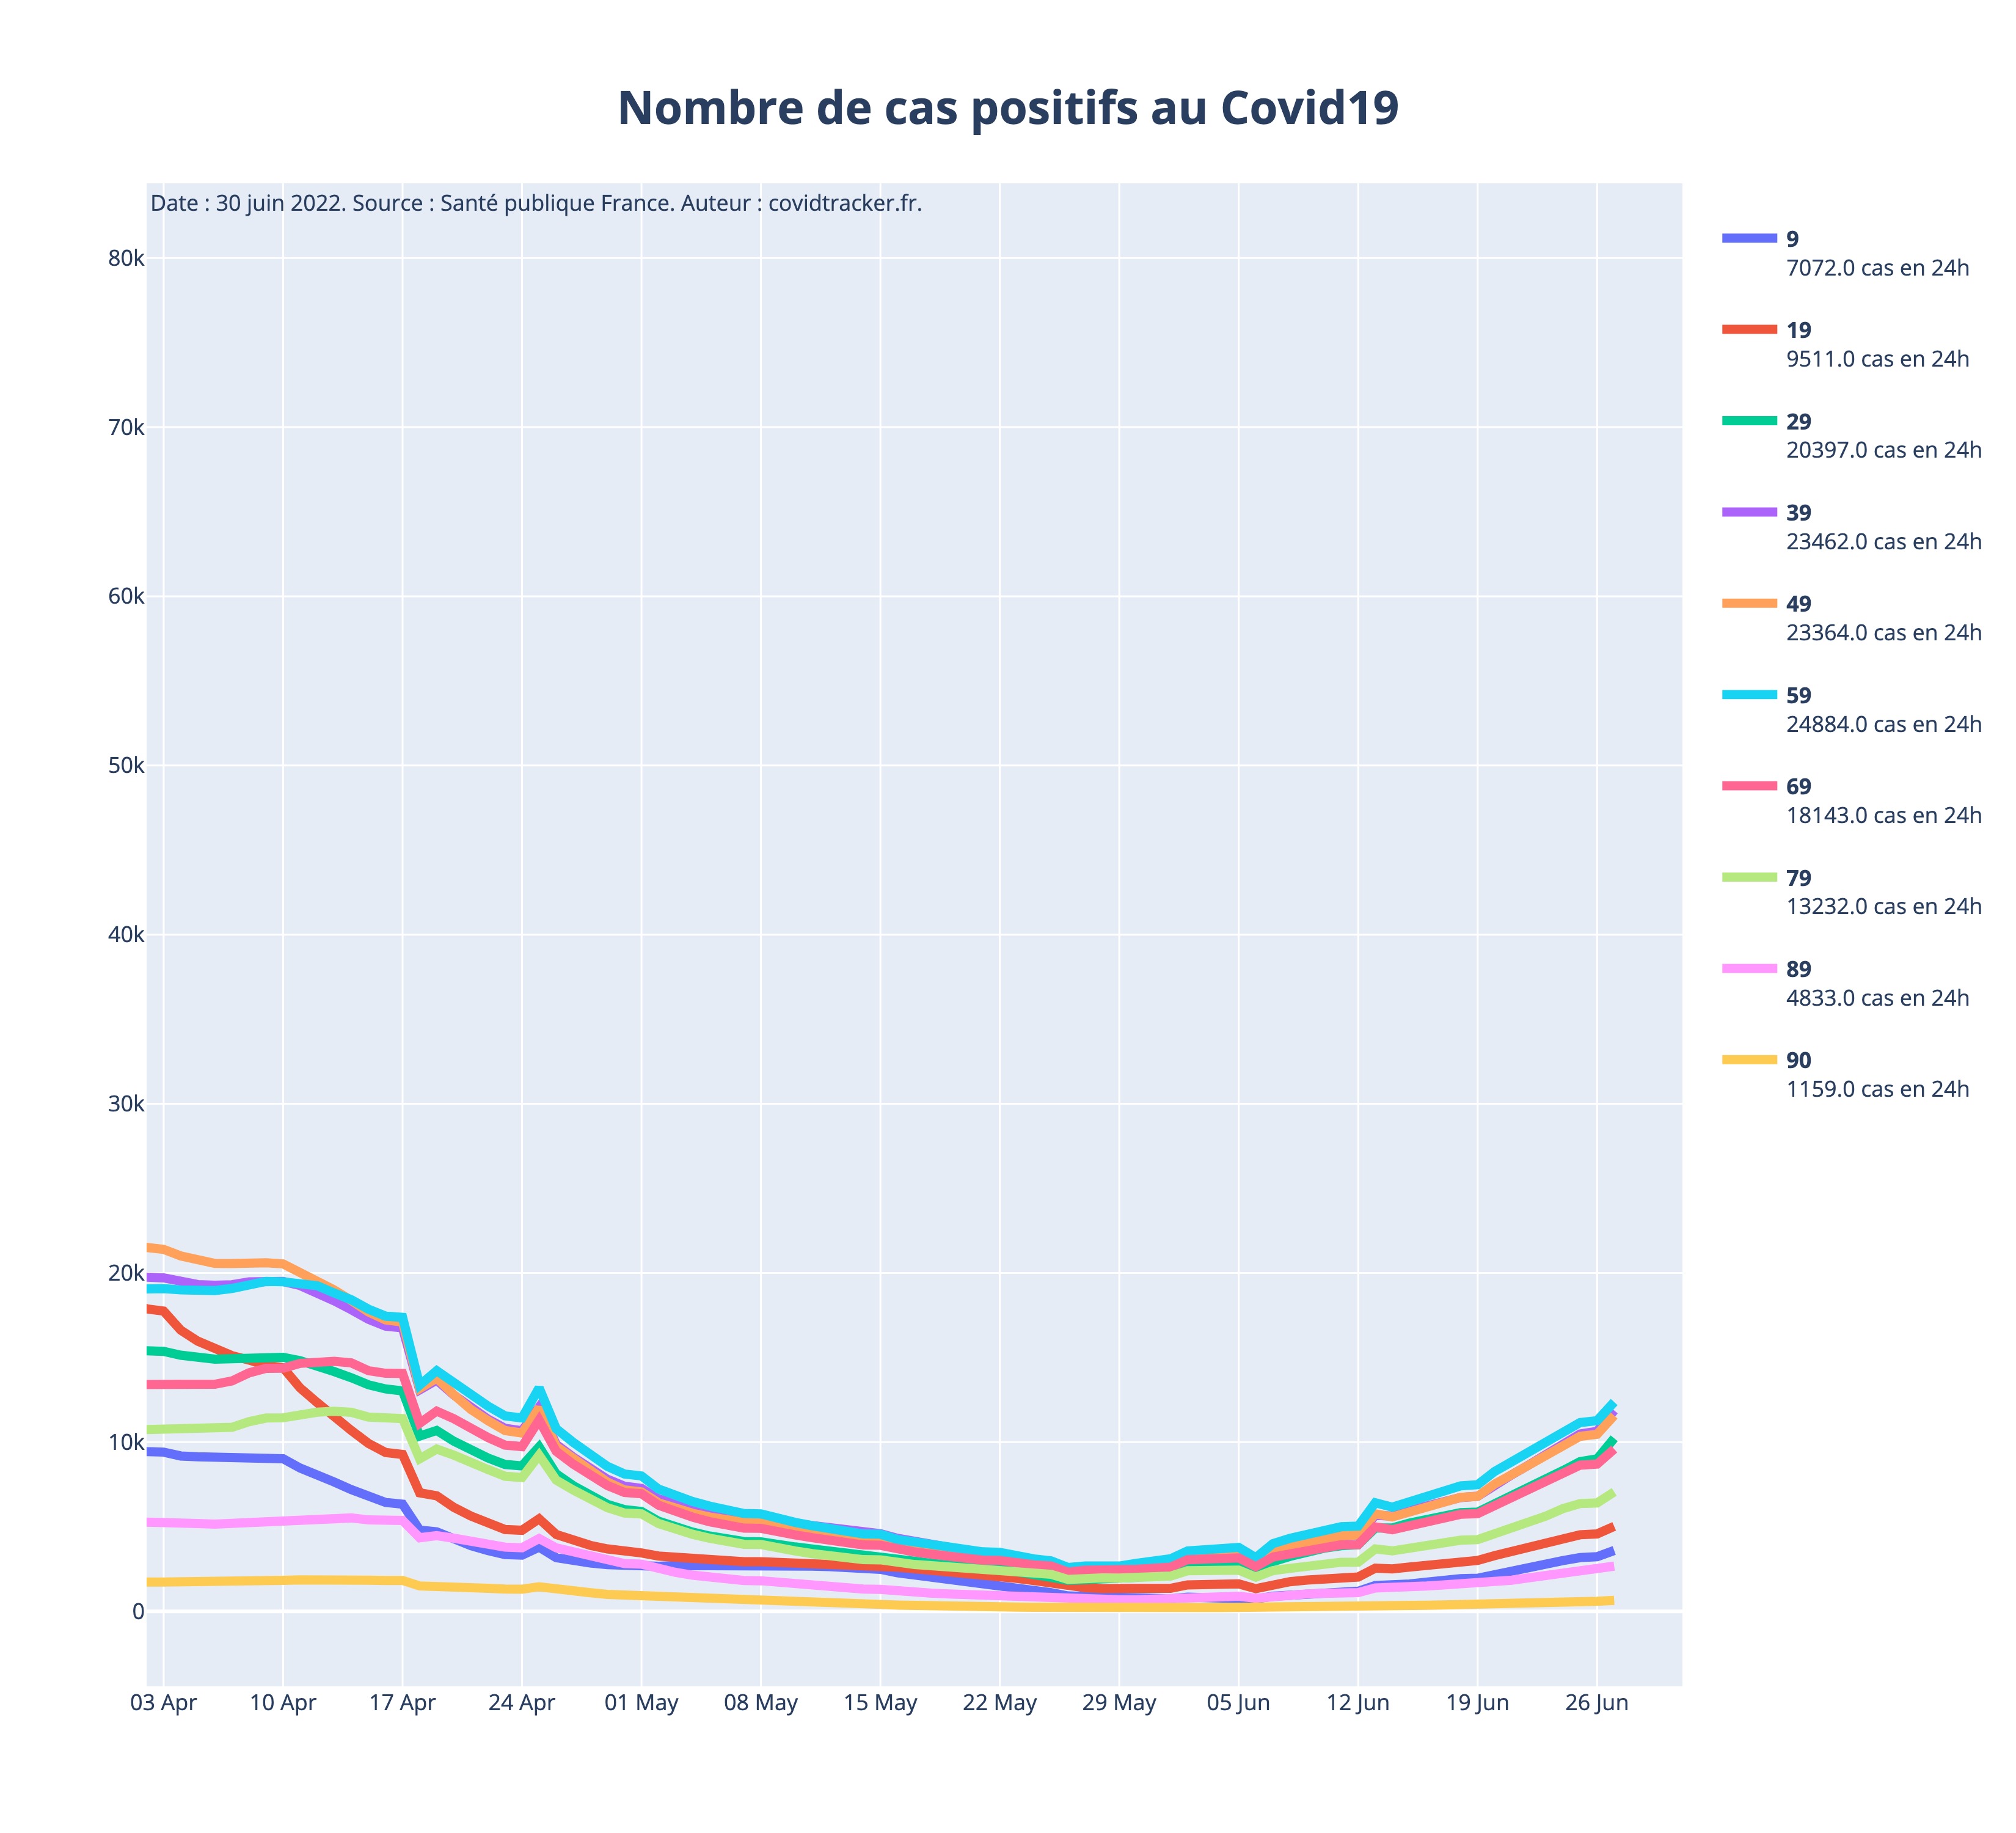 Nombre de cas positifs au Covid19
Date : 30 juin 2022. Source : Santé publique France. Auteur : covidtracker.fr.
80k
70k
60k
50k
40k
30k
20k
10k
0
03 Apr
10 Apr
17 Apr
24 Apr
01 May
08 May
15 May
22 May
29 May
05 Jun
12 Jun
19 Jun
26 Jun
9
7072.0 cas en 24h
19
9511.0 cas en 24h
29
20397.0 cas en 24h
39
23462.0 cas en 24h
49
23364.0 cas en 24h
59
24884.0 cas en 24h
69
18143.0 cas en 24h
79
13232.0 cas en 24h
89
4833.0 cas en 24h
90
1159.0 cas en 24h